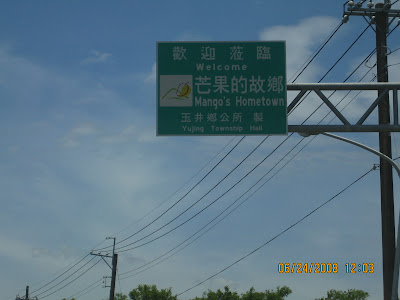 歡迎蒞臨
Welcome
芒果的故鄉
Mango's Hometown
玉井鄉公所 製
Yujing Township Hall
05/24/2008 12:03